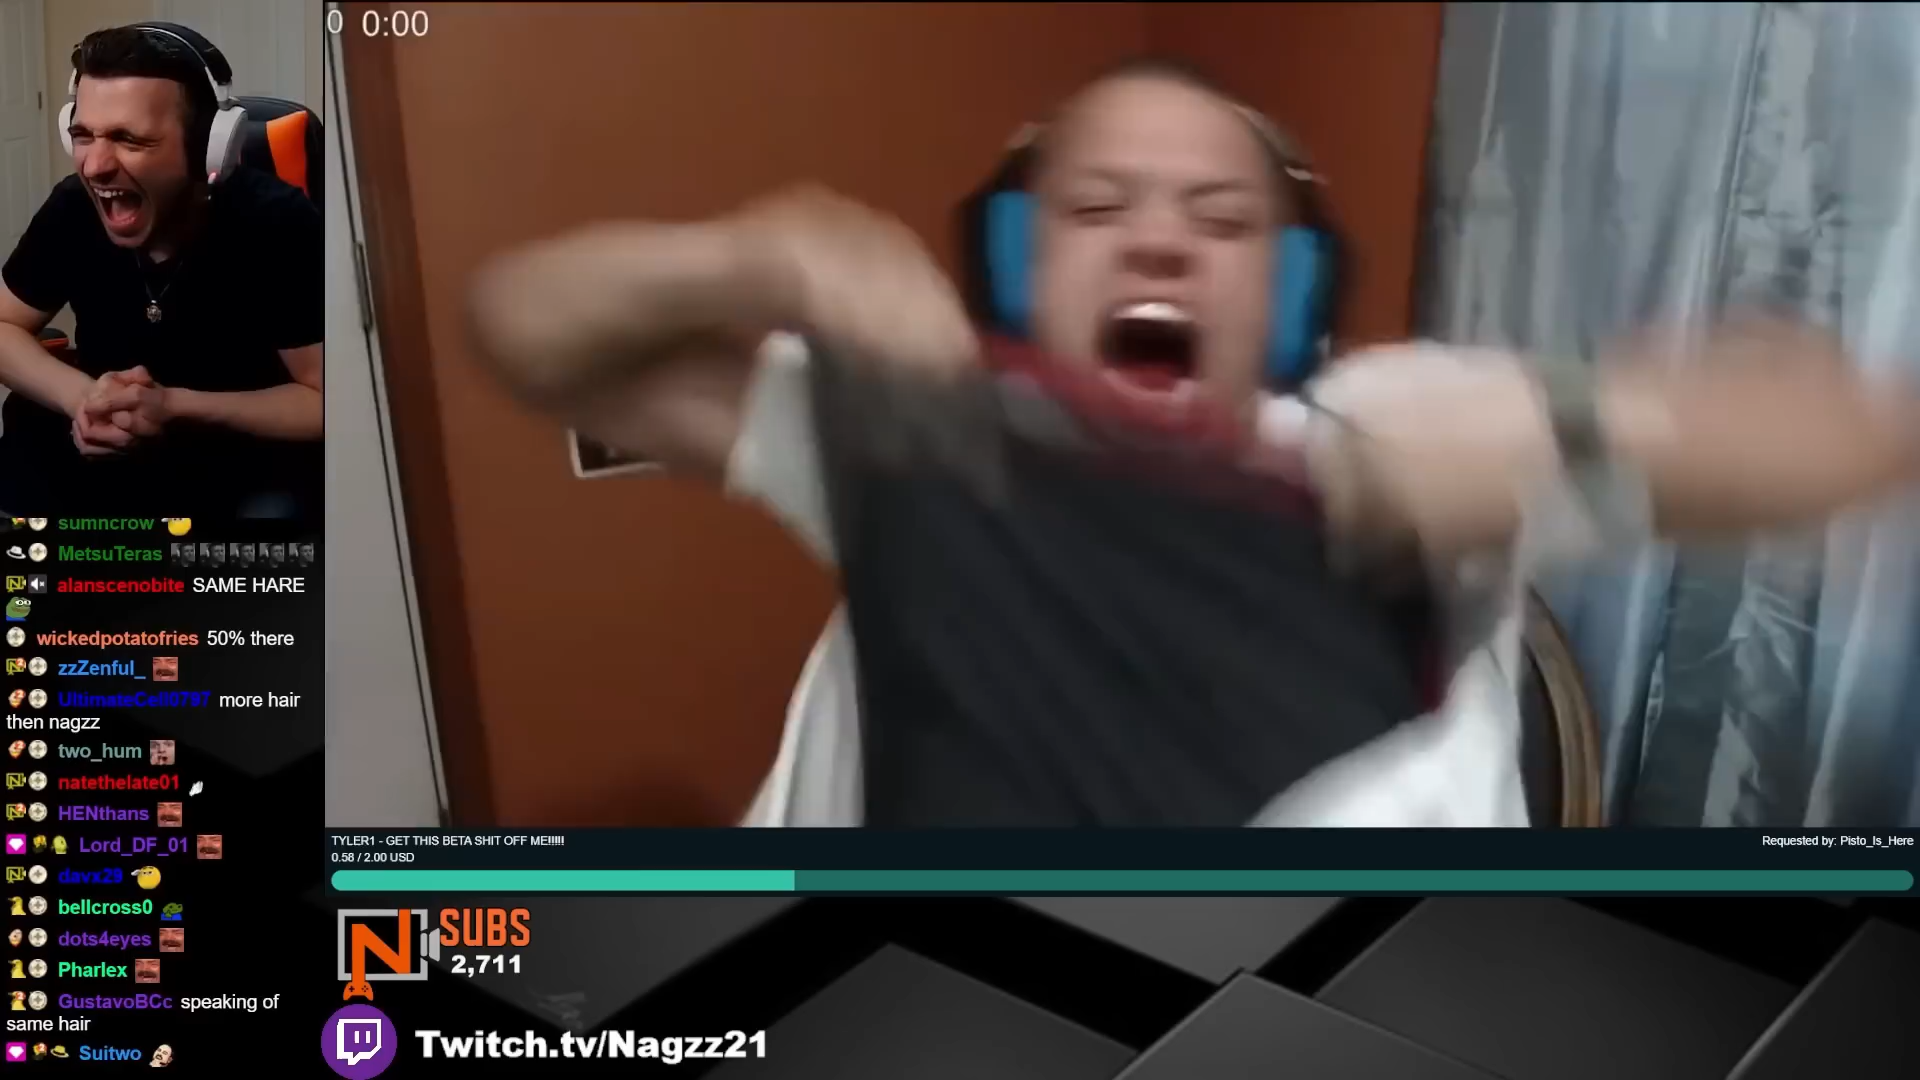 0 0:00
sumncrow
MetsuTeras
alanscenobite SAME HARE
wickedpotatofries 50% there
zzZenful_
UltimateCell0797 more hair
then nagzz
two_hum
natethelate01
HENthans
Lord_DF_01
davx29
bellcross0
dots4eyes
Pharlex
GustavoBCc speaking of
same hair
Suitwo
TYLER1 - GET THIS BETA SHIT OFF ME!!!!!
Requested by: Pisto_Is_Here
0.58 / 2.00 USD
N SUBS
2,711
Twitch.tv/Nagzz21